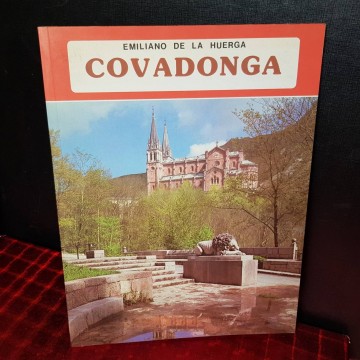 EMILIANO DE LA HUERGA
COVADONGA